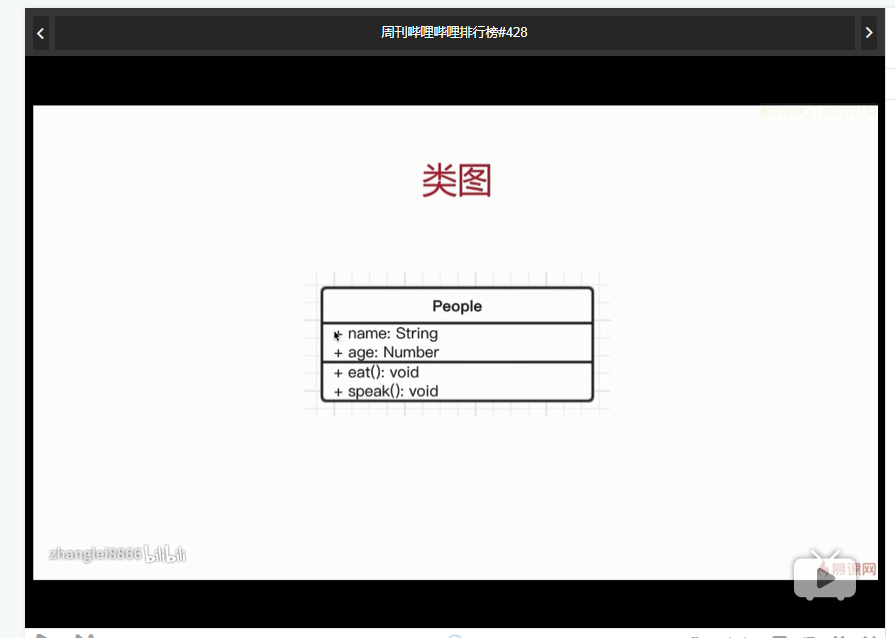 周刊哔哩哔哩排行榜#428
类图
People
+ name: String
+ age: Number
+ eat(): void
+ speak(): void
zhanglei8866 bilibili
慕课网